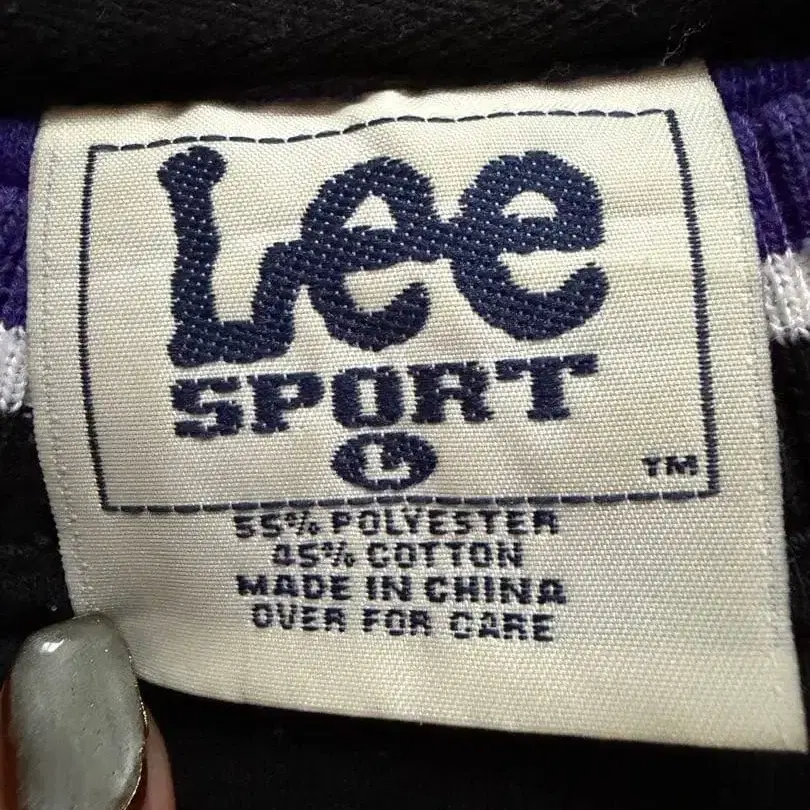 Lee
SPORT
L
TM
55% POLYESTER
45% COTTON
MADE IN CHINA
OVER FOR CARE